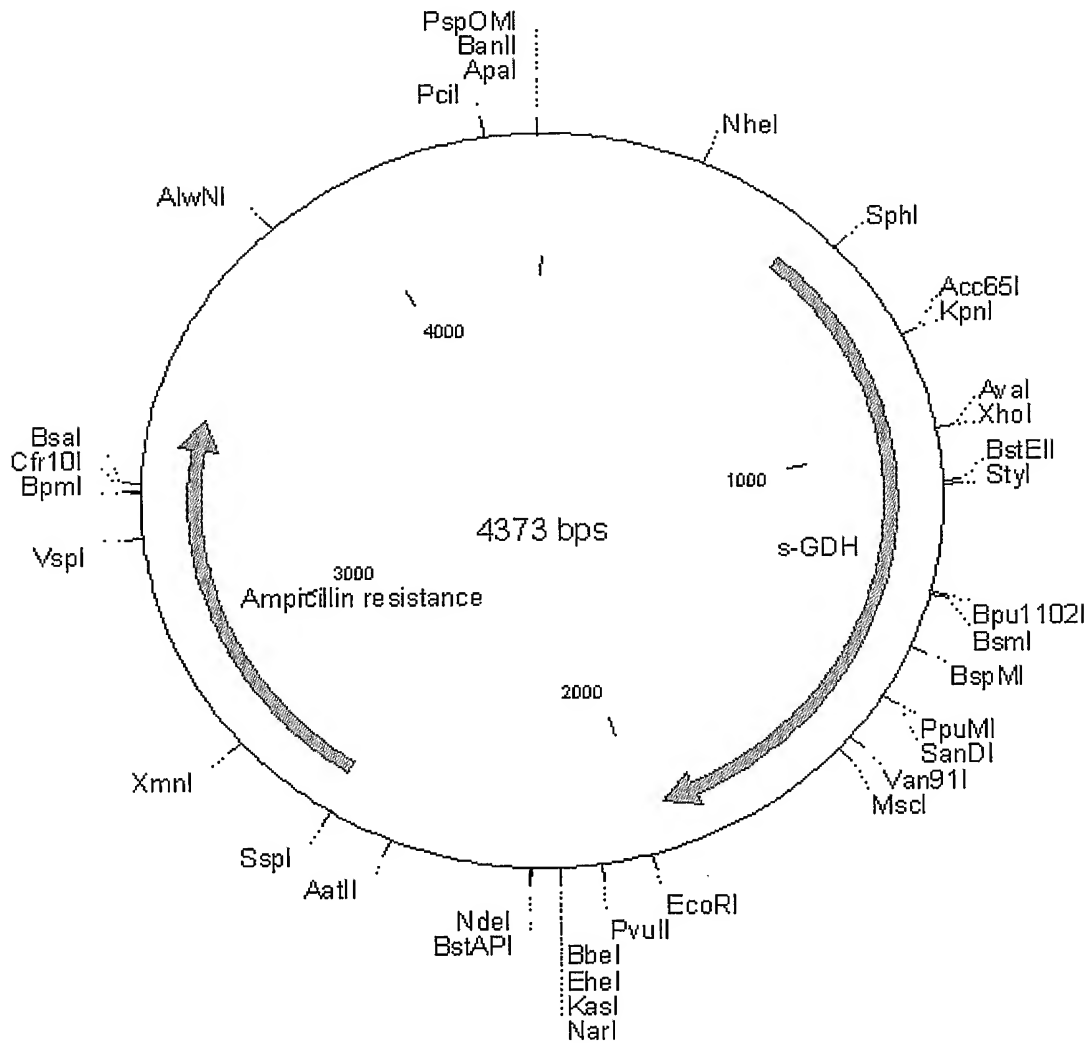 PspOMI
BanII
ApaI
PciI
NheI
AlwNI
SphI
Acc65I
KpnI
4000
AvaI
XhoI
BsaI
Cfr10I
BpmI
BstEII
StyI
1000
4373 bps
VspI
s-GDH
3000
Ampicillin resistance
Bpu1102I
BsmI
BspMI
2000
PpuMI
SanDI
Van91I
MscI
XmnI
SspI
AatII
EcoRI
NdeI
BstAPI
PvuII
BbeI
EheI
KasI
NarI